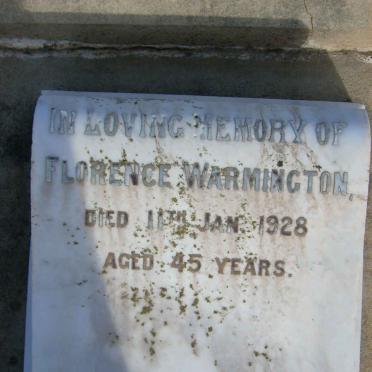 IN LOVING MEMORY OF
FLORENCE WARMINGTON,
DIED 11TH JAN. 1928
AGED 45 YEARS.